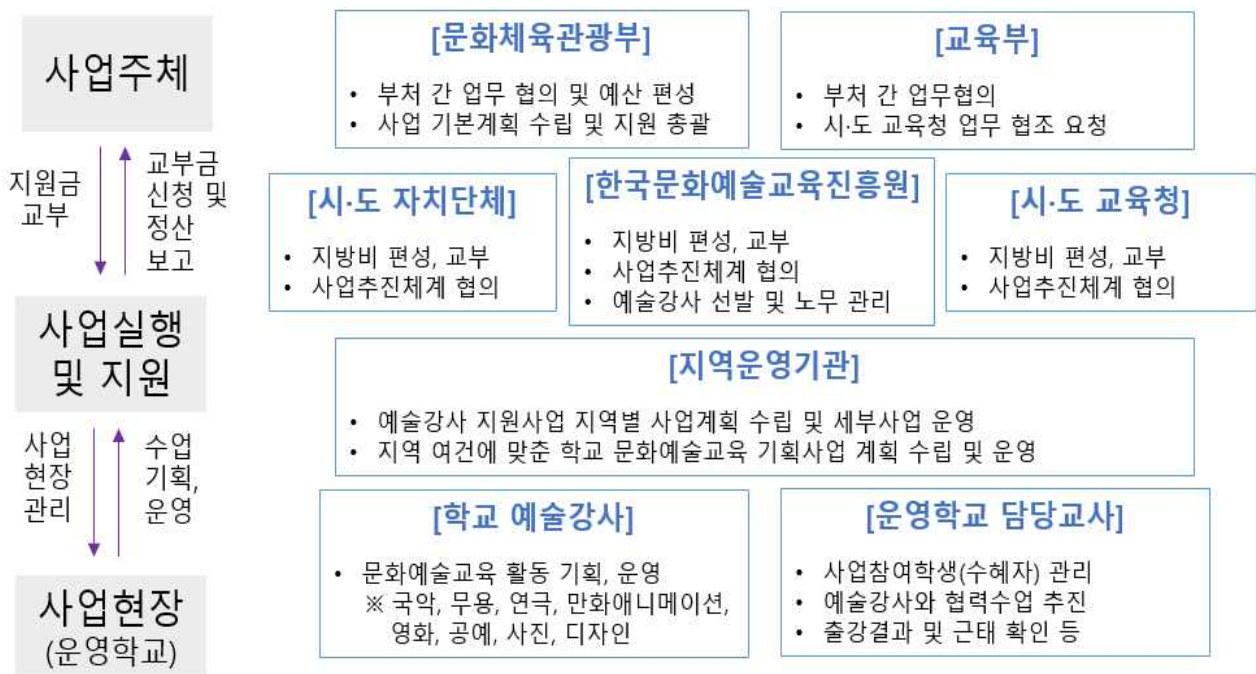 사업주체
[문화체육관광부]
• 부처 간 업무 협의 및 예산 편성
• 사업 기본계획 수립 및 지원 총괄
[교육부]
• 부처 간 업무협의
• 시·도 교육청 업무 협조 요청
지원금
교부
교부금
신청 및
정산
보고
[시·도 자치단체]
• 지방비 편성, 교부
• 사업추진체계 협의
[한국문화예술교육진흥원]
• 지방비 편성, 교부
• 사업추진체계 협의
• 예술강사 선발 및 노무 관리
[시·도 교육청]
• 지방비 편성, 교부
• 사업추진체계 협의
사업실행
및 지원
[지역운영기관]
• 예술강사 지원사업 지역별 사업계획 수립 및 세부사업 운영
• 지역 여건에 맞춘 학교 문화예술교육 기획사업 계획 수립 및 운영
사업
현장
관리
수업
기획,
운영
[학교 예술강사]
• 문화예술교육 활동 기획, 운영
※ 국악, 무용, 연극, 만화애니메이션,
영화, 공예, 사진, 디자인
[운영학교 담당교사]
• 사업참여학생(수혜자) 관리
• 예술강사와 협력수업 추진
• 출강결과 및 근태 확인 등
사업현장
(운영학교)